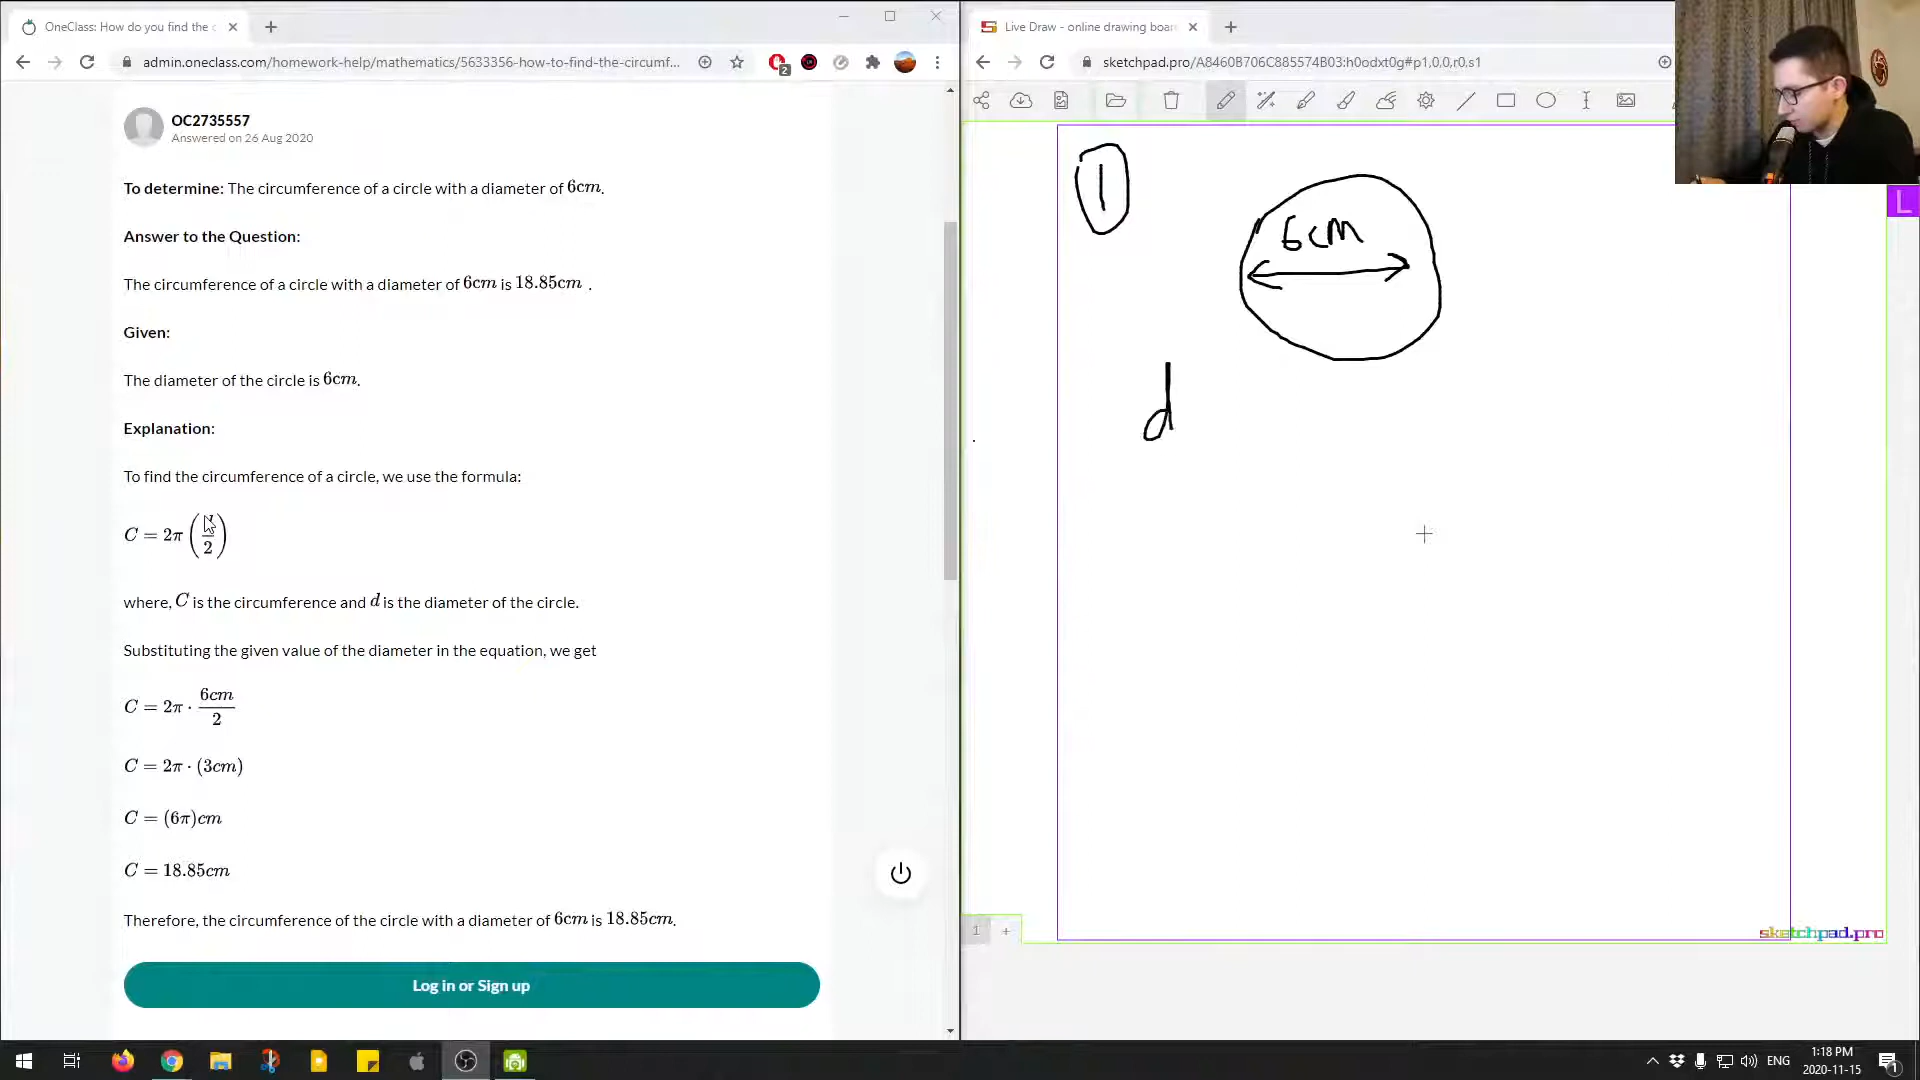 OneClass: How do you find the c
admin.oneclass.com/homework-help/mathematics/5633356-how-to-find-the-circumf...
2
OC2735557
Answered on 26 Aug 2020
To determine: The circumference of a circle with a diameter of 6cm.
Answer to the Question:
The circumference of a circle with a diameter of 6cm is 18.85cm .
Given:
The diameter of the circle is 6cm.
Explanation:
To find the circumference of a circle, we use the formula:
C = 2π ( /2)
where, C is the circumference and d is the diameter of the circle.
Substituting the given value of the diameter in the equation, we get
C = 2π · 6cm/2
C = 2π · (3cm)
C = (6π)cm
C = 18.85cm
Therefore, the circumference of the circle with a diameter of 6cm is 18.85cm.
Log in or Sign up
Live Draw - online drawing boar
sketchpad.pro/A8460B706C885574B03:h0odxt0g#p1,0,0,r0,s1
L
1
6cm
d
1 +
sketchpad.pro
ENG
1:18 PM
2020-11-15
1